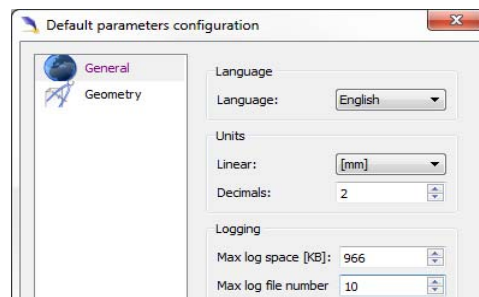 Default parameters configuration
General
Geometry
Language
Language: English
Units
Linear: [mm]
Decimals: 2
Logging
Max log space [KB]: 966
Max log file number 10